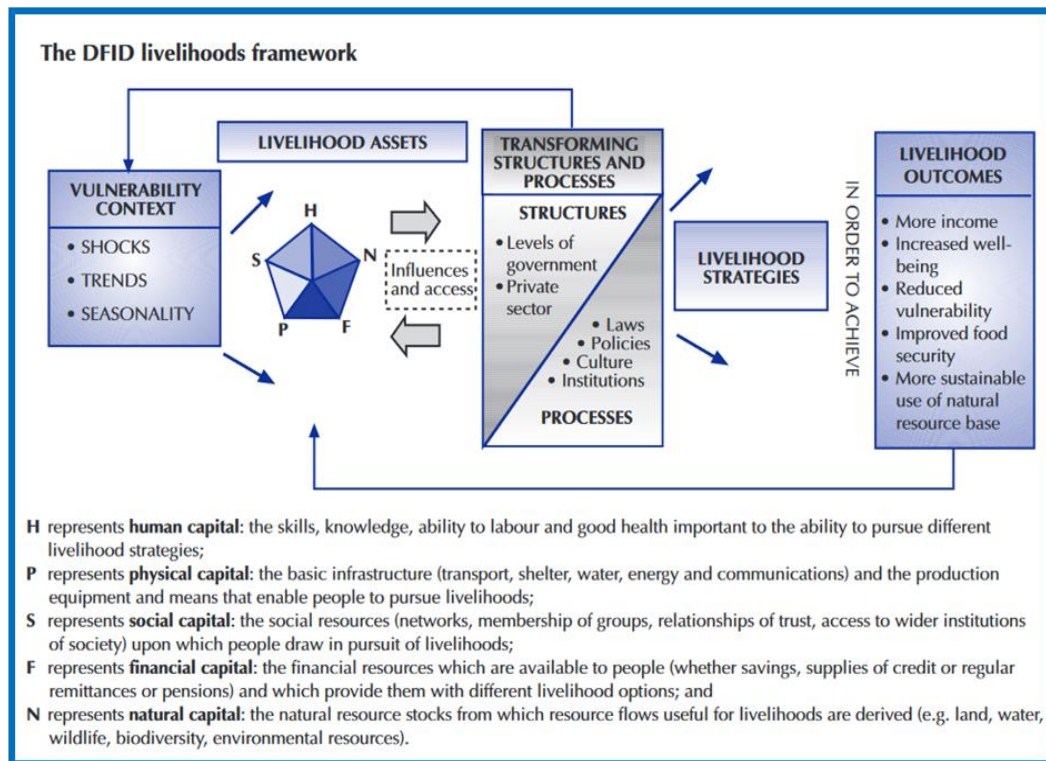 The DFID livelihoods framework
LIVELIHOOD ASSETS
VULNERABILITY
CONTEXT
• SHOCKS
• TRENDS
• SEASONALITY
H
S
N
P
F
Influences
and access
TRANSFORMING
STRUCTURES AND
PROCESSES
STRUCTURES
• Levels of
government
• Private
sector
• Laws
• Policies
• Culture
• Institutions
PROCESSES
LIVELIHOOD
STRATEGIES
IN ORDER TO ACHIEVE
LIVELIHOOD
OUTCOMES
• More income
• Increased well-
being
• Reduced
vulnerability
• Improved food
security
• More sustainable
use of natural
resource base
H represents human capital: the skills, knowledge, ability to labour and good health important to the ability to pursue different
livelihood strategies;
P represents physical capital: the basic infrastructure (transport, shelter, water, energy and communications) and the production
equipment and means that enable people to pursue livelihoods;
S represents social capital: the social resources (networks, membership of groups, relationships of trust, access to wider institutions
of society) upon which people draw in pursuit of livelihoods;
F represents financial capital: the financial resources which are available to people (whether savings, supplies of credit or regular
remittances or pensions) and which provide them with different livelihood options; and
N represents natural capital: the natural resource stocks from which resource flows useful for livelihoods are derived (e.g. land, water,
wildlife, biodiversity, environmental resources).